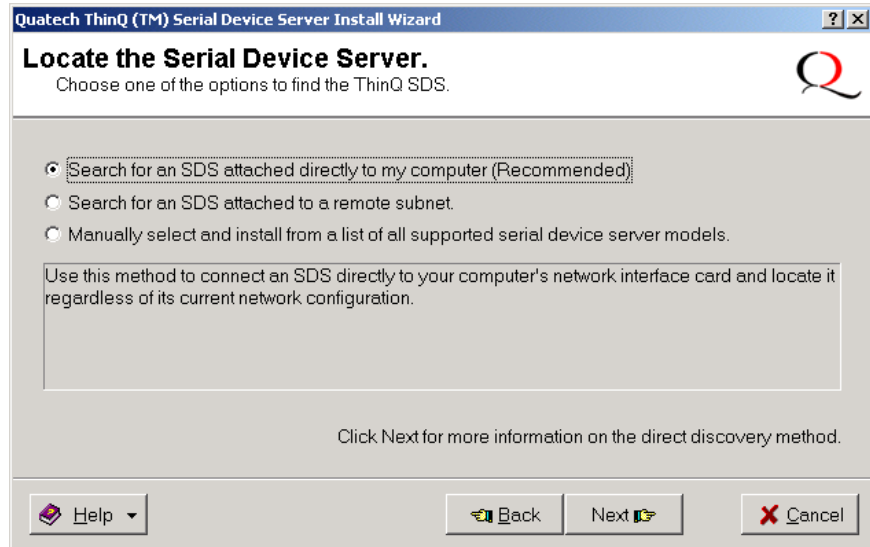 Quatech ThinQ (TM) Serial Device Server Install Wizard
Locate the Serial Device Server.
Choose one of the options to find the ThinQ SDS.
Search for an SDS attached directly to my computer (Recommended)
Search for an SDS attached to a remote subnet.
Manually select and install from a list of all supported serial device server models.
Use this method to connect an SDS directly to your computer's network interface card and locate it
regardless of its current network configuration.
Click Next for more information on the direct discovery method.
Help Back Next Cancel